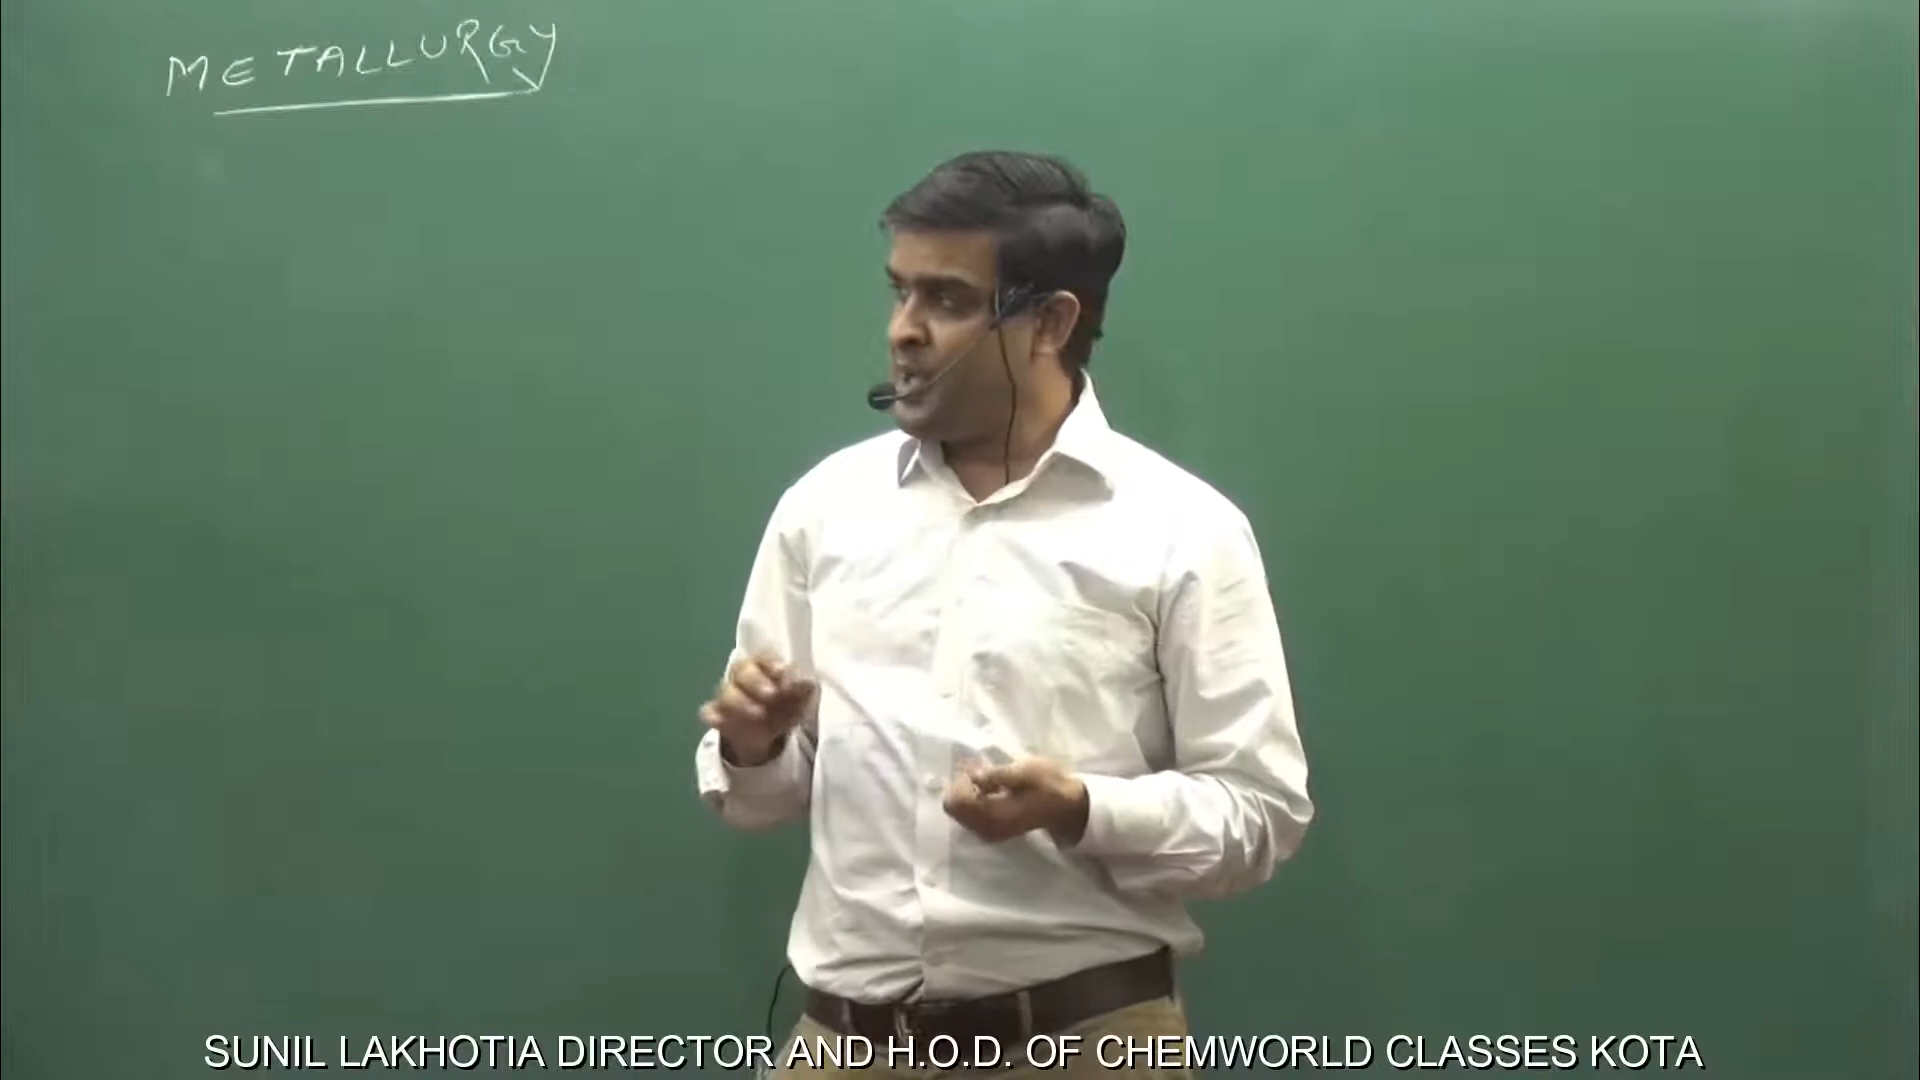 METALLURGY
SUNIL LAKHOTIA DIRECTOR AND H.O.D. OF CHEMWORLD CLASSES KOTA